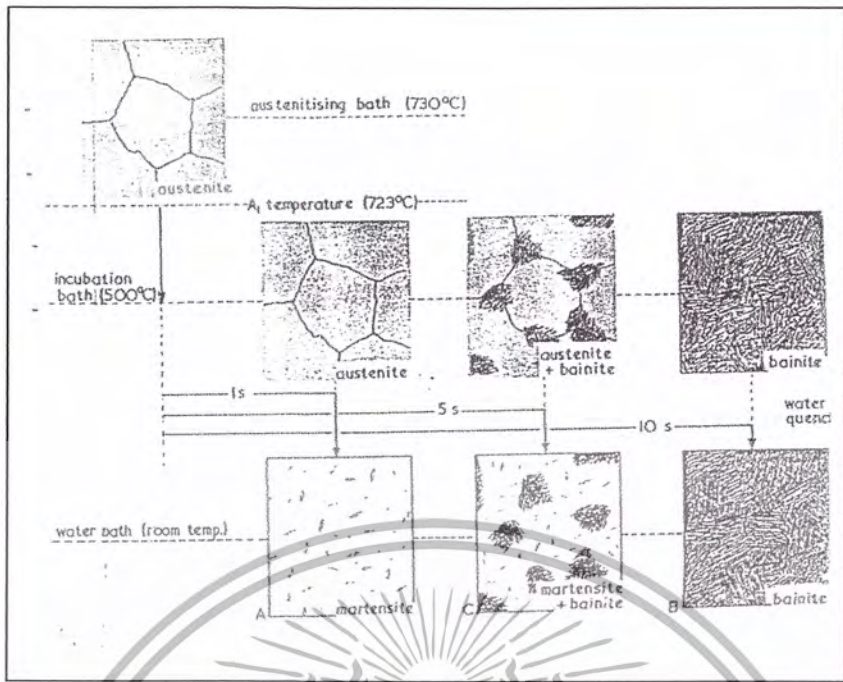 austenitising bath (730°C)
austenite
A₁ temperature (723°C)
incubation
bath (500°C)
austenite
austenite
+ bainite
bainite
1s
5 s
10 s
water
quencl
water bath (room temp.)
A
martensite
C
martensite
+ bainite
B
bainite